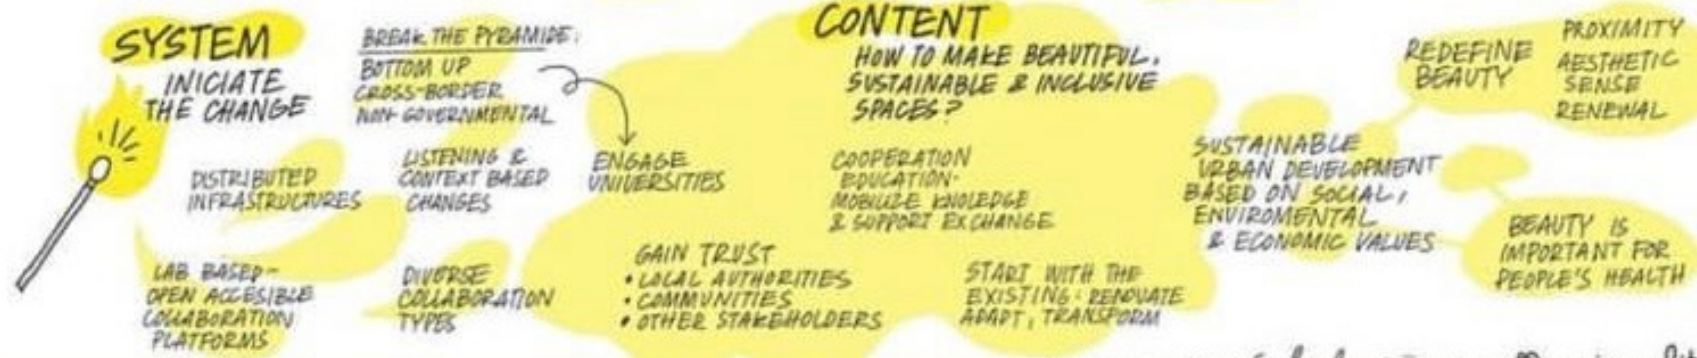 SYSTEM
INICIATE
THE CHANGE
BREAK THE PYRAMIDE:
BOTTOM UP
CROSS-BORDER
NON-GOVERNMENTAL
DISTRIBUTED
INFRASTRUCTURES
LISTENING &
CONTEXT BASED
CHANGES
ENGAGE
UNIVERSITIES
LAB BASED-
OPEN ACCESIBLE
COLLABORATION
PLATFORMS
DIVERSE
COLLABORATION
TYPES
GAIN TRUST
• LOCAL AUTHORITIES
• COMMUNITIES
• OTHER STAKEHOLDERS
CONTENT
HOW TO MAKE BEAUTIFUL,
SUSTAINABLE & INCLUSIVE
SPACES?
COOPERATION
EDUCATION-
MOBILIZE KNOLEDGE
& SUPPORT EXCHANGE
START WITH THE
EXISTING: RENOVATE
ADAPT, TRANSFORM
SUSTAINABLE
URBAN DEVELOPMENT
BASED ON SOCIAL,
ENVIROMENTAL
& ECONOMIC VALUES
REDEFINE
BEAUTY
PROXIMITY
AESTHETIC
SENSE
RENEWAL
BEAUTY IS
IMPORTANT FOR
PEOPLE'S HEALTH